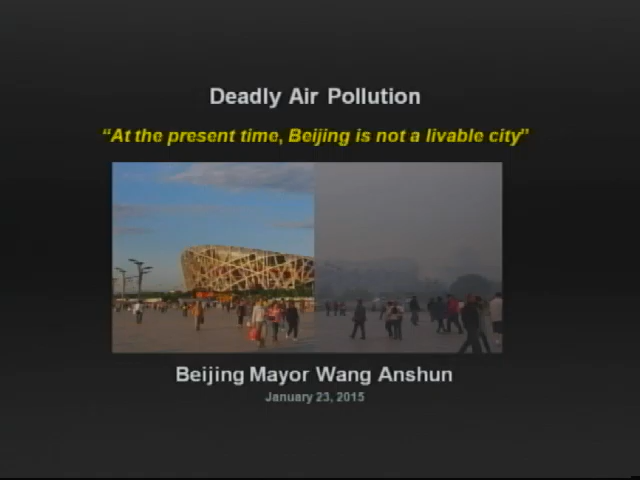 Deadly Air Pollution
“At the present time, Beijing is not a livable city”
Beijing Mayor Wang Anshun
January 23, 2015